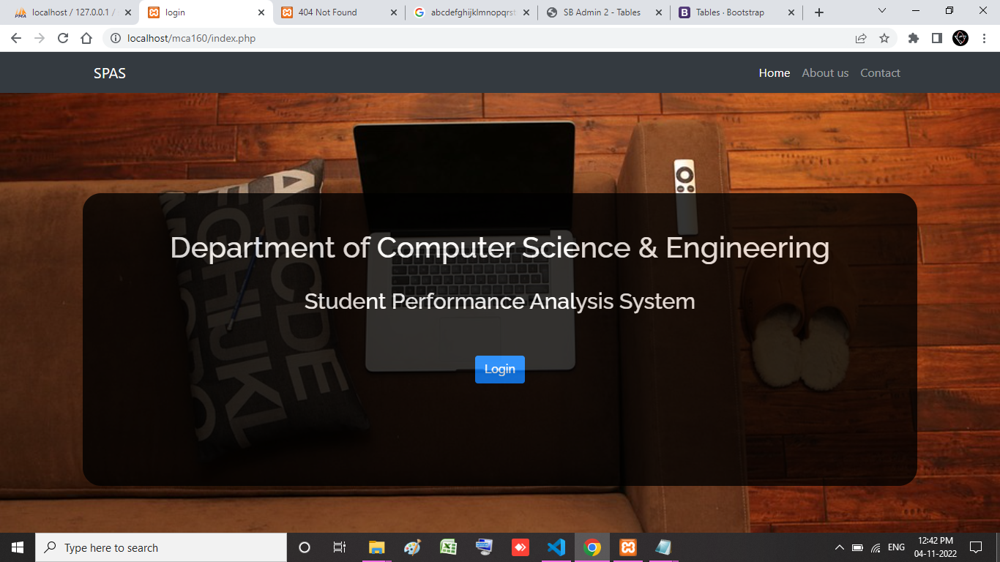 localhost / 127.0.0.1 /
login
404 Not Found
abcdefghijklmnopqrst
SB Admin 2 - Tables
Tables · Bootstrap
localhost/mca160/index.php
SPAS
Home
About us
Contact
Department of Computer Science & Engineering
Student Performance Analysis System
Login
Type here to search
ENG
12:42 PM
04-11-2022